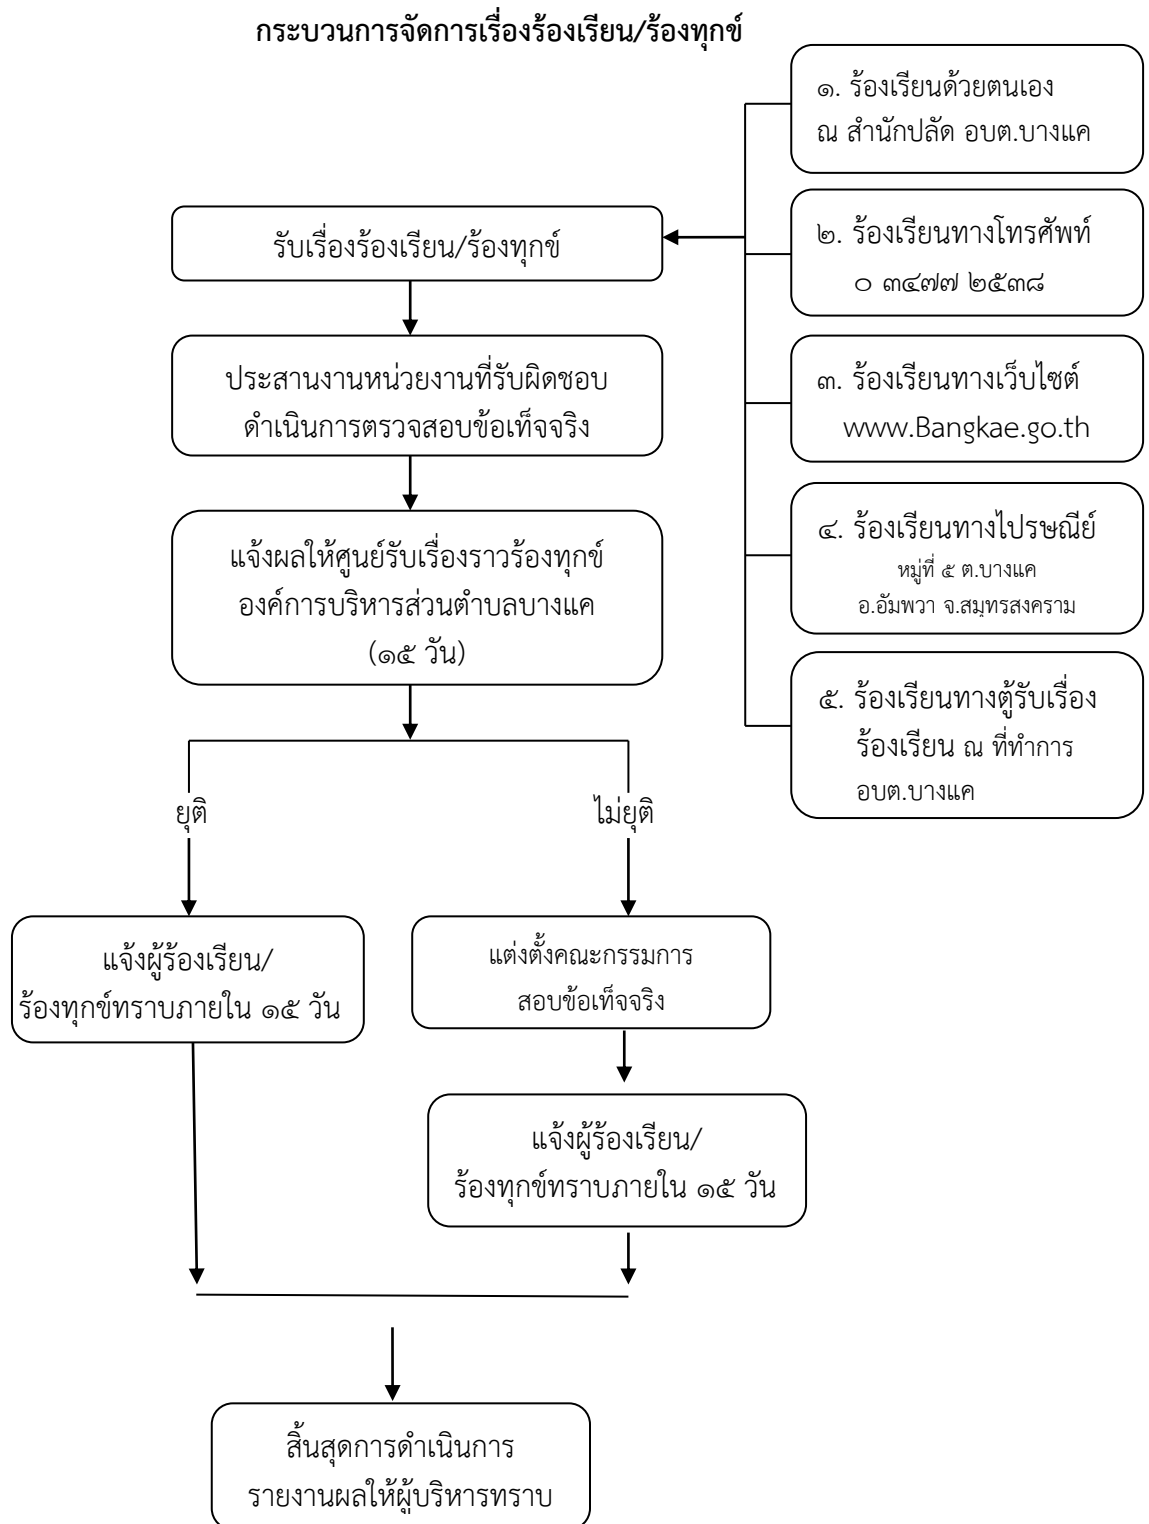 กระบวนการจัดการเรื่องร้องเรียน/ร้องทุกข์
๑. ร้องเรียนด้วยตนเอง
ณ สำนักปลัด อบต.บางแค
๒. ร้องเรียนทางโทรศัพท์
๐ ๓๔๗๗ ๒๕๓๘
๓. ร้องเรียนทางเว็บไซต์
www.Bangkae.go.th
๔. ร้องเรียนทางไปรษณีย์
หมู่ที่ ๕ ต.บางแค
อ.อัมพวา จ.สมุทรสงคราม
๕. ร้องเรียนทางตู้รับเรื่อง
ร้องเรียน ณ ที่ทำการ
อบต.บางแค
รับเรื่องร้องเรียน/ร้องทุกข์
ประสานงานหน่วยงานที่รับผิดชอบ
ดำเนินการตรวจสอบข้อเท็จจริง
แจ้งผลให้ศูนย์รับเรื่องราวร้องทุกข์
องค์การบริหารส่วนตำบลบางแค
(๑๕ วัน)
ยุติ
ไม่ยุติ
แจ้งผู้ร้องเรียน/
ร้องทุกข์ทราบภายใน ๑๕ วัน
แต่งตั้งคณะกรรมการ
สอบข้อเท็จจริง
แจ้งผู้ร้องเรียน/
ร้องทุกข์ทราบภายใน ๑๕ วัน
สิ้นสุดการดำเนินการ
รายงานผลให้ผู้บริหารทราบ